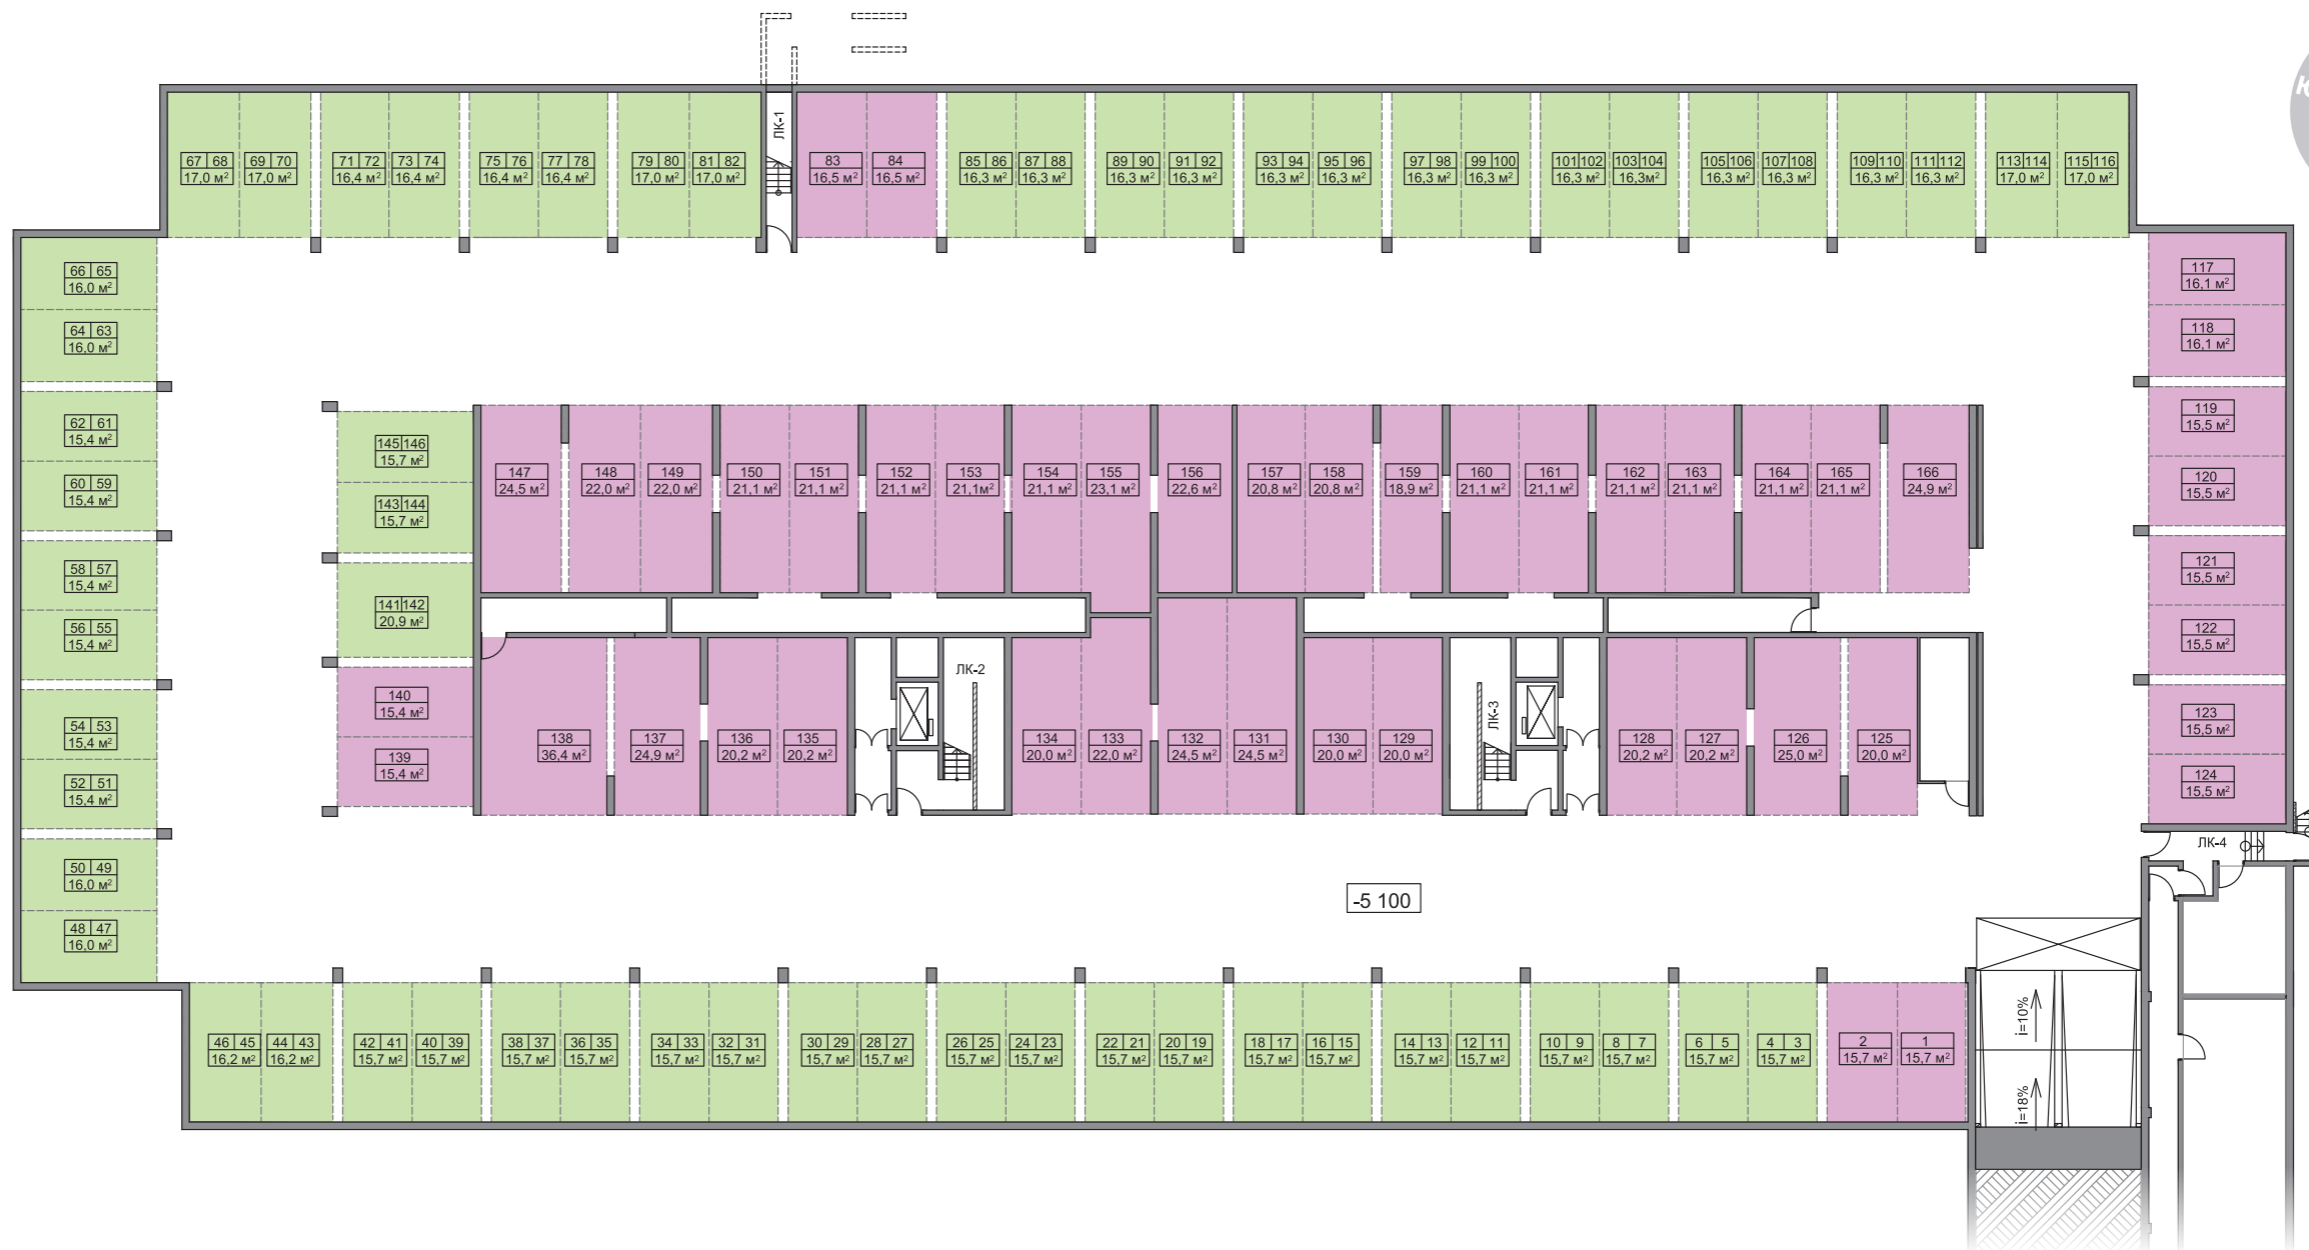 ЛК-1
67 68
17,0 м²
69 70
17,0 м²
71 72
16,4 м²
73 74
16,4 м²
75 76
16,4 м²
77 78
16,4 м²
79 80
17,0 м²
81 82
17,0 м²
83
16,5 м²
84
16,5 м²
85 86
16,3 м²
87 88
16,3 м²
89 90
16,3 м²
91 92
16,3 м²
93 94
16,3 м²
95 96
16,3 м²
97 98
16,3 м²
99 100
16,3 м²
101 102
16,3 м²
103 104
16,3м²
105 106
16,3 м²
107 108
16,3 м²
109 110
16,3 м²
111 112
16,3 м²
113 114
17,0 м²
115 116
17,0 м²
66 65
16,0 м²
64 63
16,0 м²
62 61
15,4 м²
60 59
15,4 м²
58 57
15,4 м²
56 55
15,4 м²
54 53
15,4 м²
52 51
15,4 м²
50 49
16,0 м²
48 47
16,0 м²
145 146
15,7 м²
143 144
15,7 м²
141 142
20,9 м²
140
15,4 м²
139
15,4 м²
147
24,5 м²
148
22,0 м²
149
22,0 м²
150
21,1 м²
151
21,1 м²
152
21,1 м²
153
21,1м²
154
21,1 м²
155
23,1 м²
156
22,6 м²
157
20,8 м²
158
20,8 м²
159
18,9 м²
160
21,1 м²
161
21,1 м²
162
21,1 м²
163
21,1 м²
164
21,1 м²
165
21,1 м²
166
24,9 м²
138
36,4 м²
137
24,9 м²
136
20,2 м²
135
20,2 м²
ЛК-2
134
20,0 м²
133
22,0 м²
132
24,5 м²
131
24,5 м²
130
20,0 м²
129
20,0 м²
ЛК-3
128
20,2 м²
127
20,2 м²
126
25,0 м²
125
20,0 м²
117
16,1 м²
118
16,1 м²
119
15,5 м²
120
15,5 м²
121
15,5 м²
122
15,5 м²
123
15,5 м²
124
15,5 м²
ЛК-4
-5 100
46 45
16,2 м²
44 43
16,2 м²
42 41
15,7 м²
40 39
15,7 м²
38 37
15,7 м²
36 35
15,7 м²
34 33
15,7 м²
32 31
15,7 м²
30 29
15,7 м²
28 27
15,7 м²
26 25
15,7 м²
24 23
15,7 м²
22 21
15,7 м²
20 19
15,7 м²
18 17
15,7 м²
16 15
15,7 м²
14 13
15,7 м²
12 11
15,7 м²
10 9
15,7 м²
8 7
15,7 м²
6 5
15,7 м²
4 3
15,7 м²
2
15,7 м²
1
15,7 м²
i=10%
i=18%